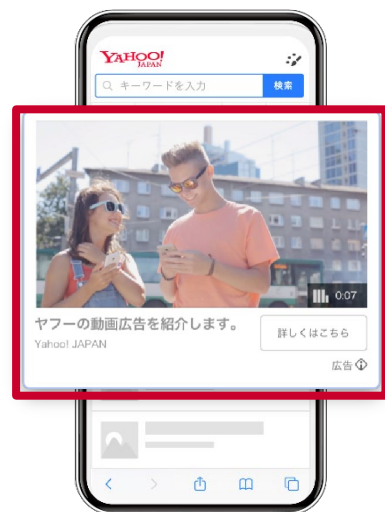 YAHOO!
JAPAN
キーワードを入力
検索
0:07
ヤフーの動画広告を紹介します。
Yahoo! JAPAN
詳しくはこちら
広告